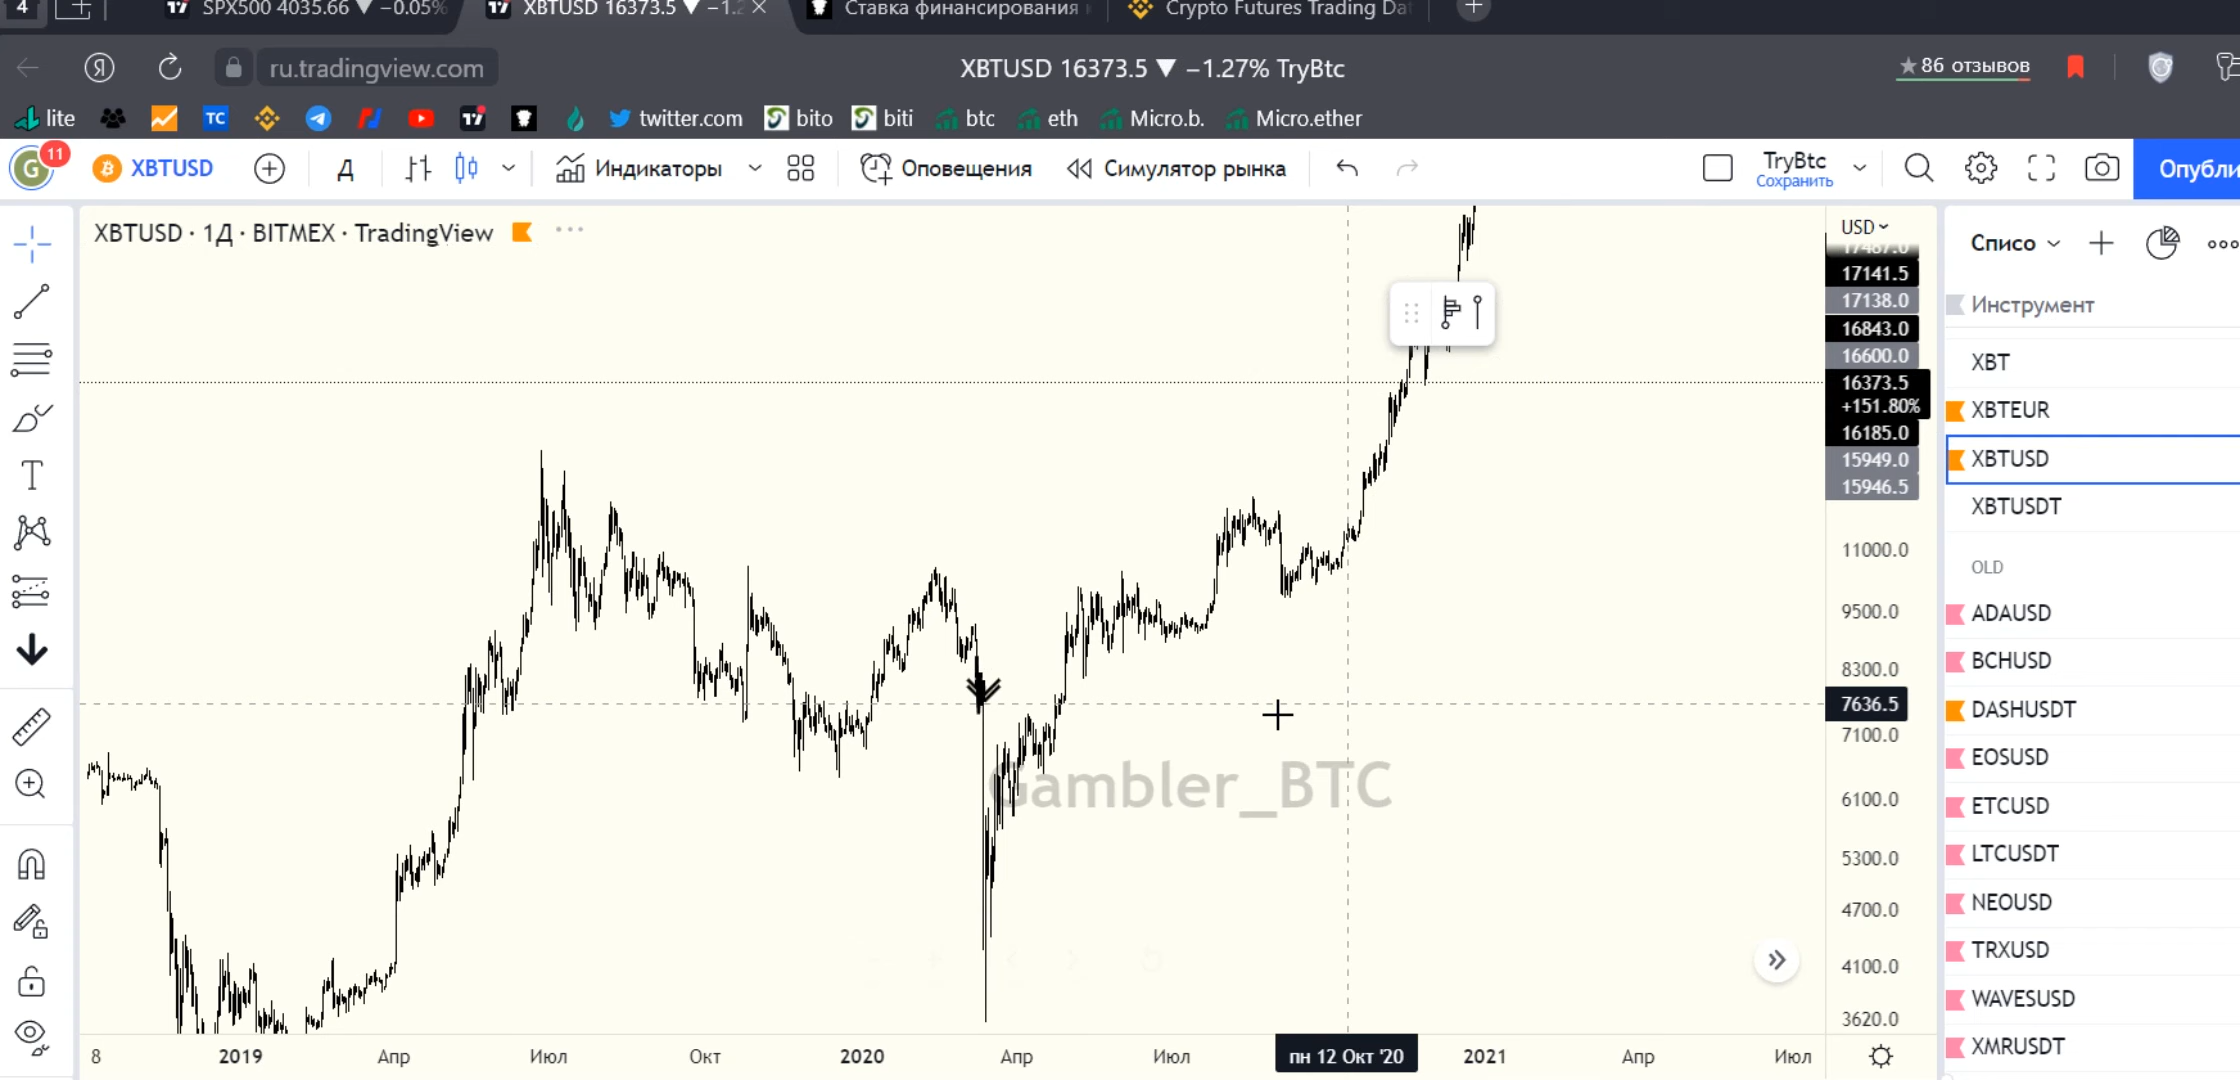 4
SPX500 4035.66 ▼ −0.05%
XBTUSD 16373.5 ▼ −1.2
Ставка финансирования
Crypto Futures Trading Dat
ru.tradingview.com
XBTUSD 16373.5 ▼ −1.27% TryBtc
★ 86 отзывов
lite
TC
twitter.com
bito
biti
btc
eth
Micro.b.
Micro.ether
G
11
XBTUSD
Д
Индикаторы
Оповещения
Симулятор рынка
TryBtc
Сохранить
Опубли
XBTUSD · 1Д · BITMEX · TradingView
USD
17487.0
17141.5
17138.0
16843.0
16600.0
16373.5
+151.80%
16185.0
15949.0
15946.5
11000.0
9500.0
8300.0
7636.5
7100.0
6100.0
5300.0
4700.0
4100.0
3620.0
Gambler_BTC
8
2019
Апр
Июл
Окт
2020
Апр
Июл
пн 12 Окт '20
2021
Апр
Июл
Списо
Инструмент
XBT
XBTEUR
XBTUSD
XBTUSDT
OLD
ADAUSD
BCHUSD
DASHUSDT
EOSUSD
ETCUSD
LTCUSDT
NEOUSD
TRXUSD
WAVESUSD
XMRUSDT